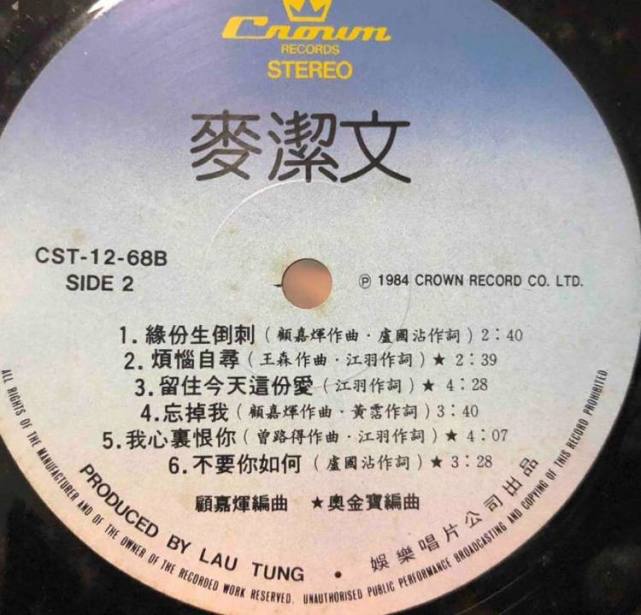 Crown
RECORDS
STEREO
麥潔文
CST-12-68B
SIDE 2
Ⓟ 1984 CROWN RECORD CO. LTD.
1. 緣份生倒刺 ( 顧嘉煇作曲 · 盧國沾作詞 ) 2 : 40
2. 煩惱自尋 ( 王森作曲 · 江羽作詞 ) ★ 2 : 39
3. 留住今天這份愛 ( 江羽作詞 ) ★ 4 : 28
4. 忘掉我 ( 顧嘉煇作曲 · 黃霑作詞 ) 3 : 40
5. 我心裏恨你 ( 曾路得作曲 · 江羽作詞 ) ★ 4 : 07
6. 不要你如何 ( 盧國沾作詞 ) ★ 3 : 28
顧嘉煇編曲 ★奧金寶編曲
PRODUCED BY LAU TUNG • 娛樂唱片公司出品
ALL RIGHTS OF THE MANUFACTURER AND OF THE OWNER OF THE RECORDED WORK RESERVED. UNAUTHORISED PUBLIC PERFORMANCE BROADCASTING AND COPYING OF THIS RECORD PROHIBITED